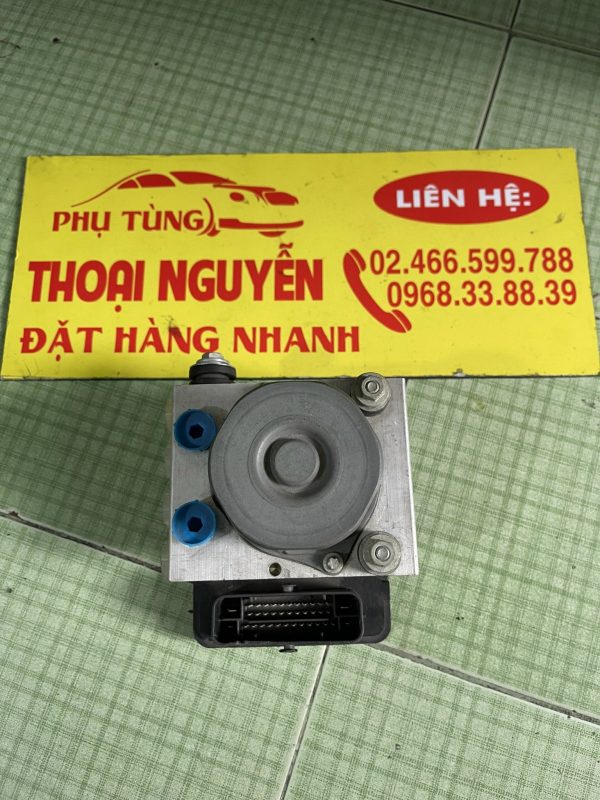 PHỤ TÙNG
THOẠI NGUYỄN
ĐẶT HÀNG NHANH
LIÊN HỆ:
02.466.599.788
0968.33.88.39